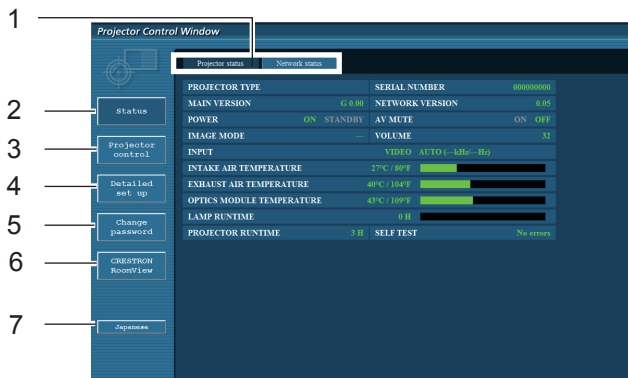 1
Projector Control Window
Projector status Network status
PROJECTOR TYPE SERIAL NUMBER 000000000
2 Status MAIN VERSION G 0.00 NETWORK VERSION 0.05
POWER ON STANDBY AV MUTE ON OFF
IMAGE MODE --- VOLUME 32
3 Projector control
INPUT VIDEO AUTO (---kHz/---Hz)
INTAKE AIR TEMPERATURE 27°C / 80°F
4 Detailed set up
EXHAUST AIR TEMPERATURE 40°C / 104°F
OPTICS MODULE TEMPERATURE 43°C / 109°F
5 Change password
LAMP RUNTIME 0 H
PROJECTOR RUNTIME 3 H SELF TEST No errors
6 CRESTRON RoomView
7 Japanese